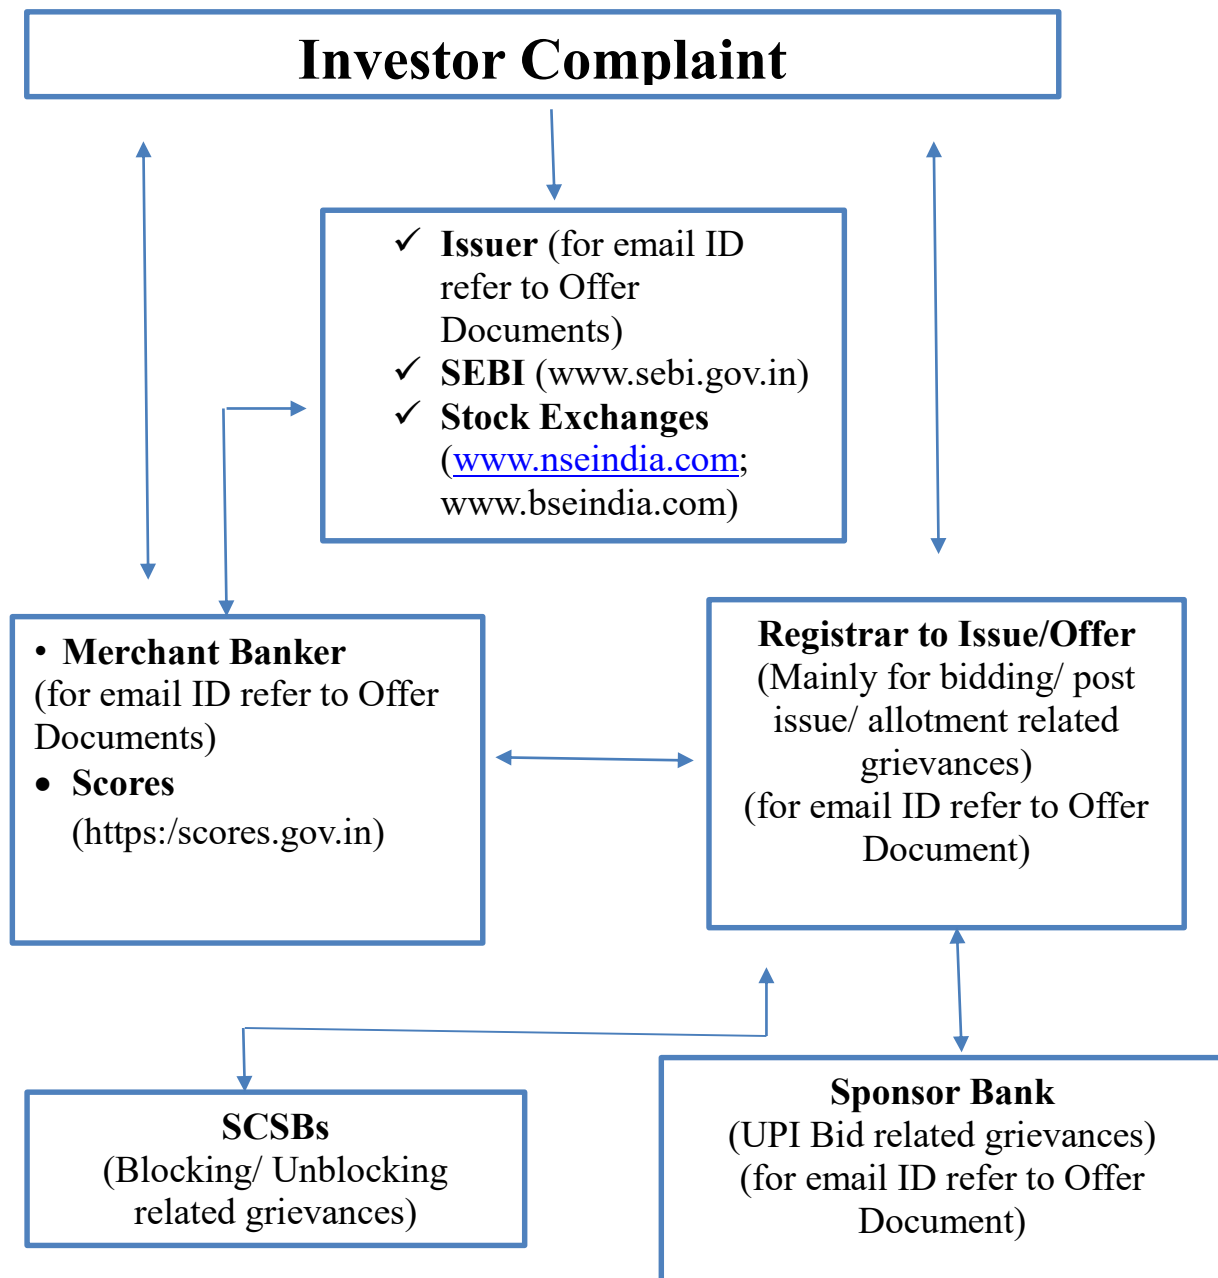 Investor Complaint
✓ Issuer (for email ID
refer to Offer
Documents)
✓ SEBI (www.sebi.gov.in)
✓ Stock Exchanges
(www.nseindia.com;
www.bseindia.com)
• Merchant Banker
(for email ID refer to Offer
Documents)
• Scores
(https:/scores.gov.in)
Registrar to Issue/Offer
(Mainly for bidding/ post
issue/ allotment related
grievances)
(for email ID refer to Offer
Document)
SCSBs
(Blocking/ Unblocking
related grievances)
Sponsor Bank
(UPI Bid related grievances)
(for email ID refer to Offer
Document)